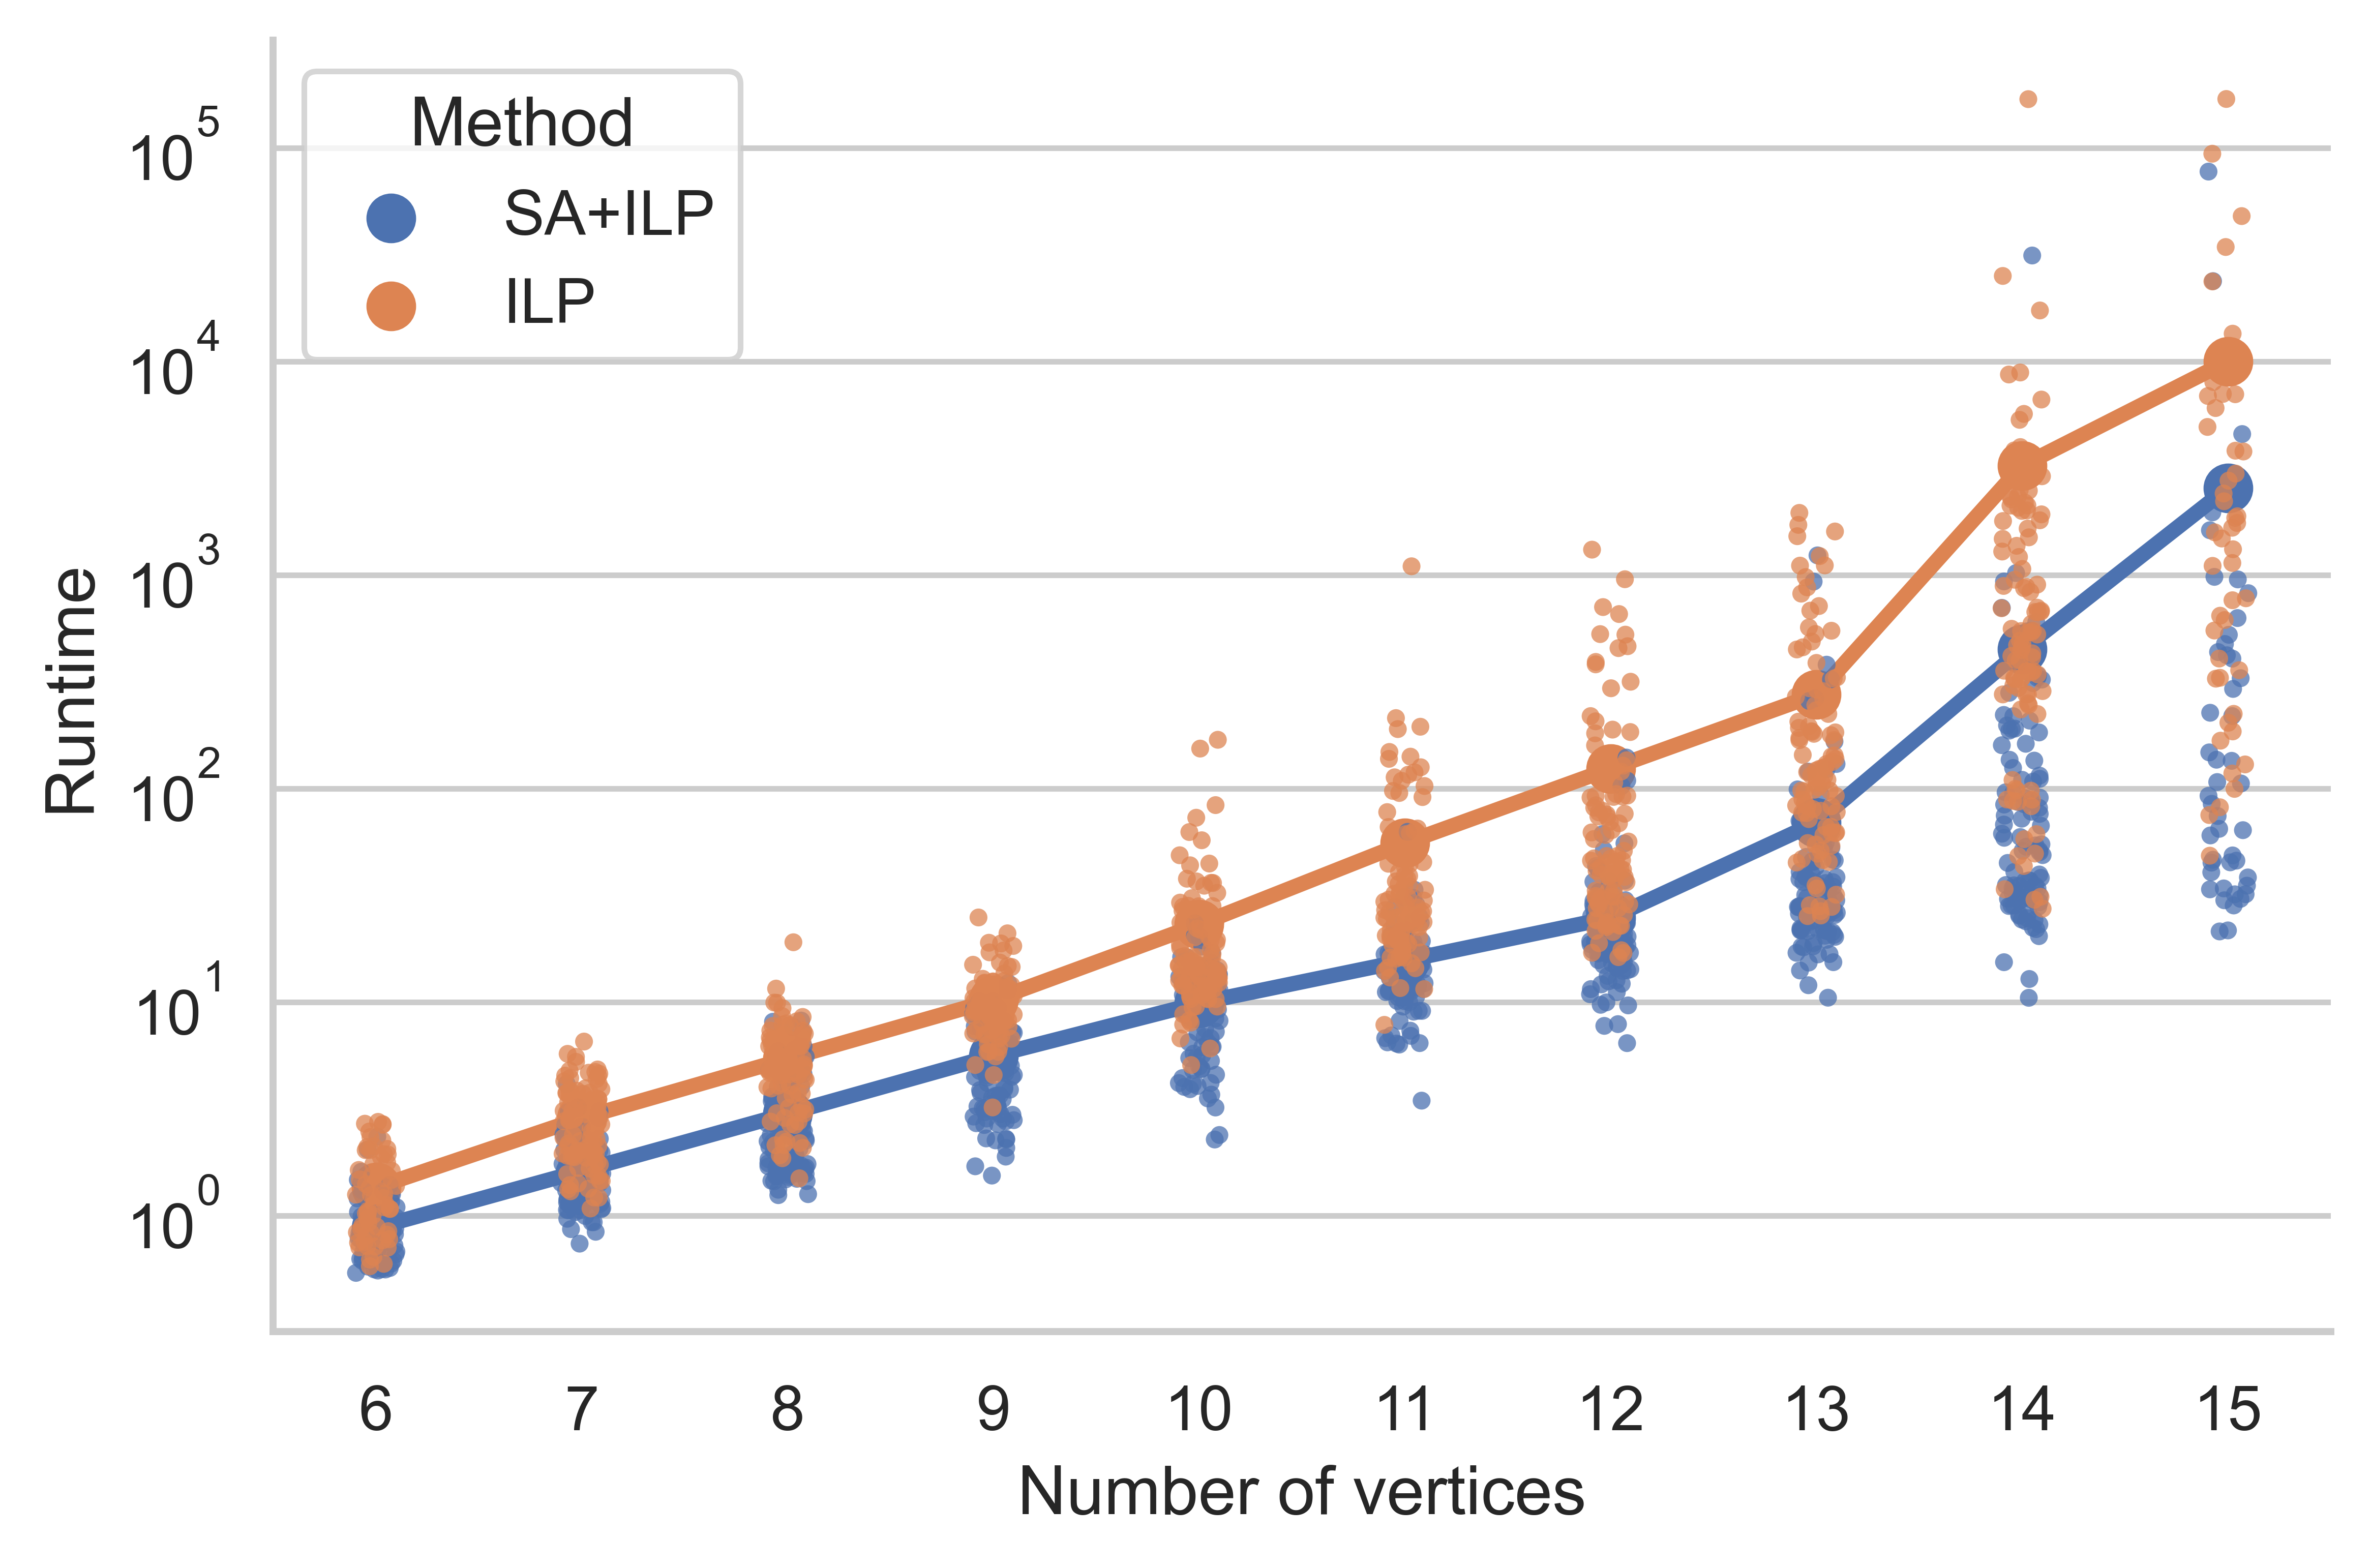 Method
SA+ILP
ILP
Runtime
10^5
10^4
10^3
10^2
10^1
10^0
6 7 8 9 10 11 12 13 14 15
Number of vertices